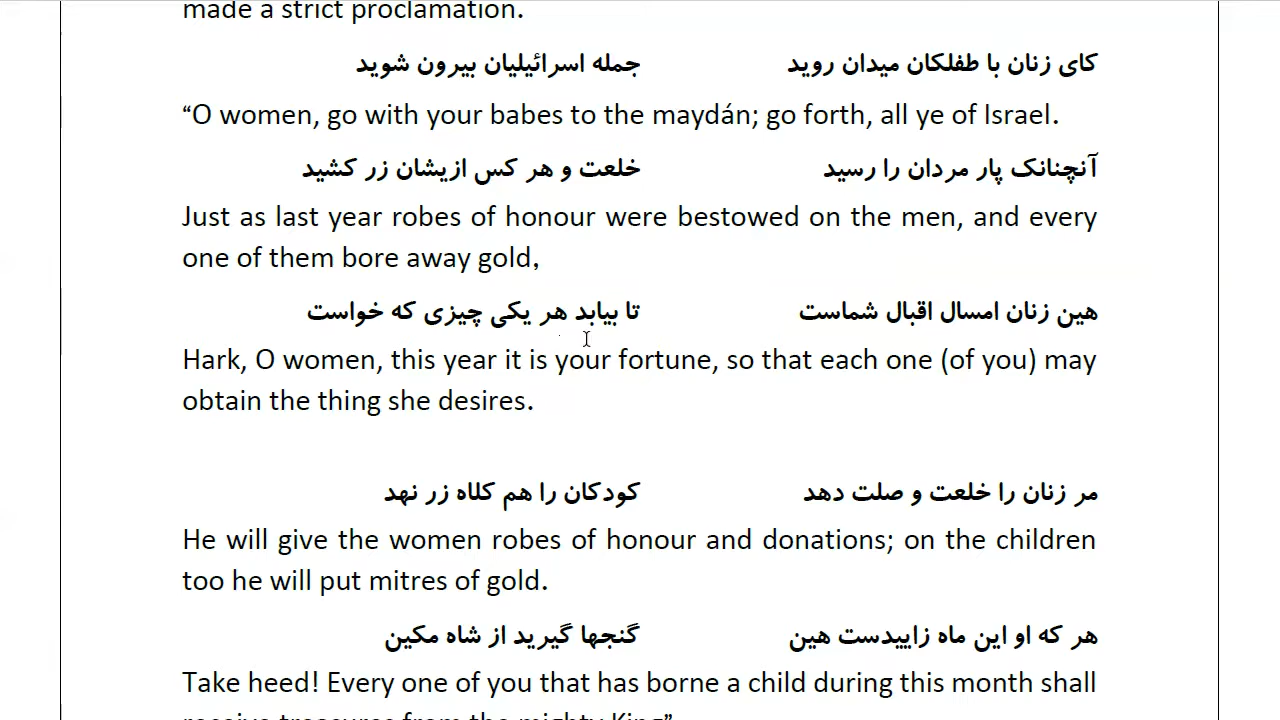 made a strict proclamation.
کای زنان با طفلکان میدان روید جمله اسرائیلیان بیرون شوید
“O women, go with your babes to the maydán; go forth, all ye of Israel.
آنچنانک پار مردان را رسید خلعت و هر کس ازیشان زر کشید
Just as last year robes of honour were bestowed on the men, and every
one of them bore away gold,
هین زنان امسال اقبال شماست تا بیابد هر یکی چیزی که خواست
Hark, O women, this year it is your fortune, so that each one (of you) may
obtain the thing she desires.
مر زنان را خلعت و صلت دهد کودکان را هم کلاه زر نهد
He will give the women robes of honour and donations; on the children
too he will put mitres of gold.
هر که او این ماه زاییدست هین گنجها گیرید از شاه مکین
Take heed! Every one of you that has borne a child during this month shall
receive treasures from the mighty King”